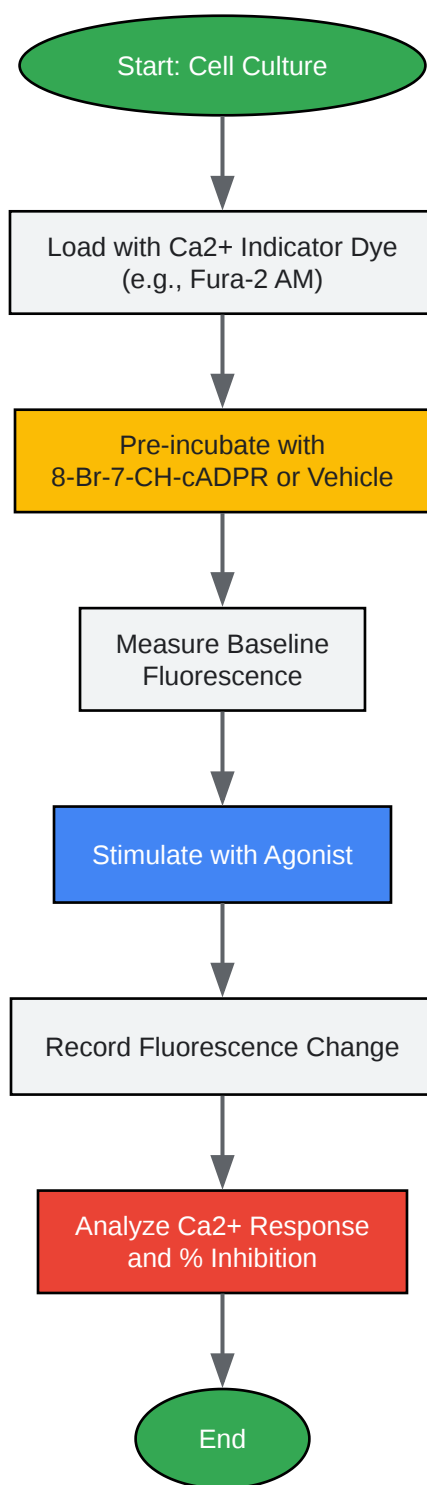 Start: Cell Culture
Load with Ca2+ Indicator Dye
(e.g., Fura-2 AM)
Pre-incubate with
8-Br-7-CH-cADPR or Vehicle
Measure Baseline
Fluorescence
Stimulate with Agonist
Record Fluorescence Change
Analyze Ca2+ Response
and % Inhibition
End